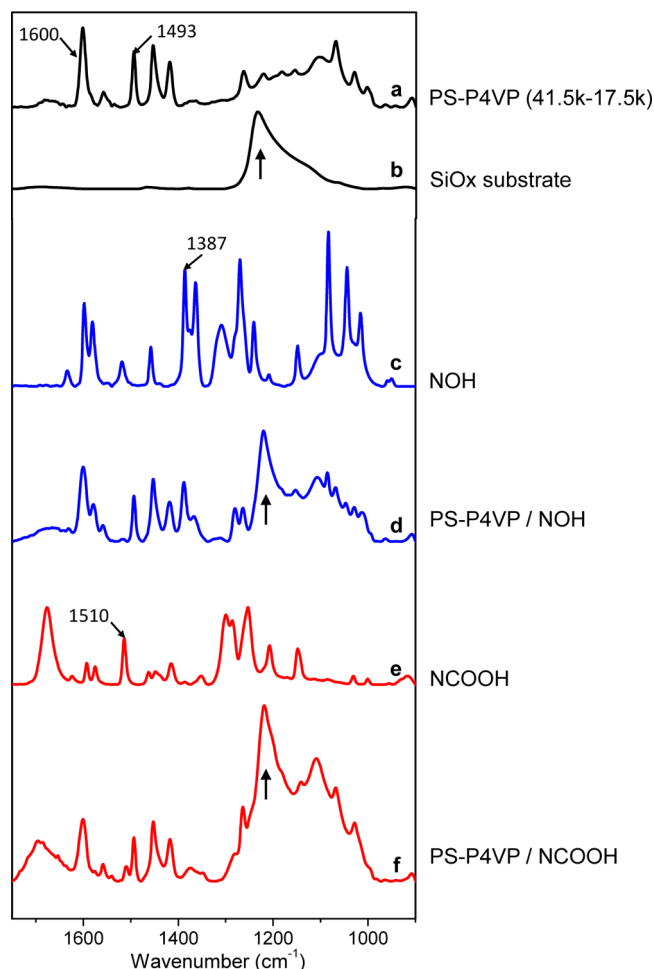 1600
1493
a
PS-P4VP (41.5k-17.5k)
b
SiOx substrate
1387
c
NOH
d
PS-P4VP / NOH
1510
e
NCOOH
f
PS-P4VP / NCOOH
1600 1400 1200 1000
Wavenumber (cm⁻¹)